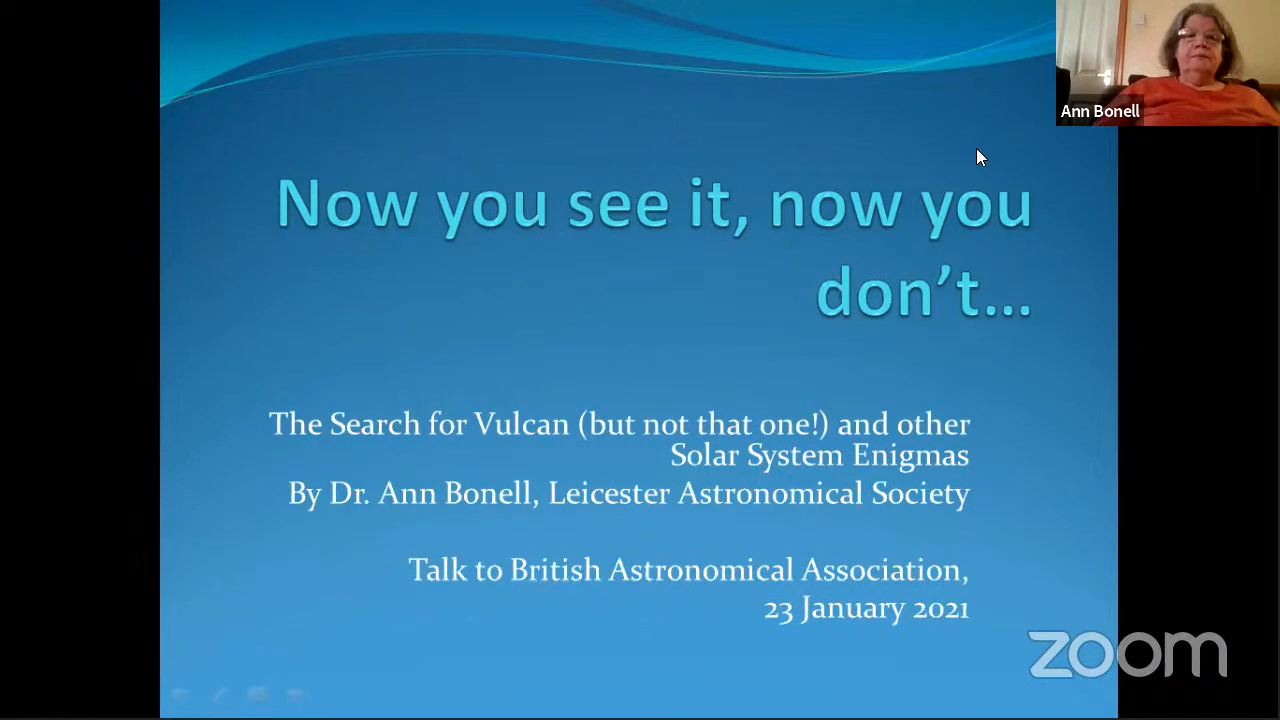 Ann Bonell
Now you see it, now you
don’t…
The Search for Vulcan (but not that one!) and other
Solar System Enigmas
By Dr. Ann Bonell, Leicester Astronomical Society
Talk to British Astronomical Association,
23 January 2021
zoom